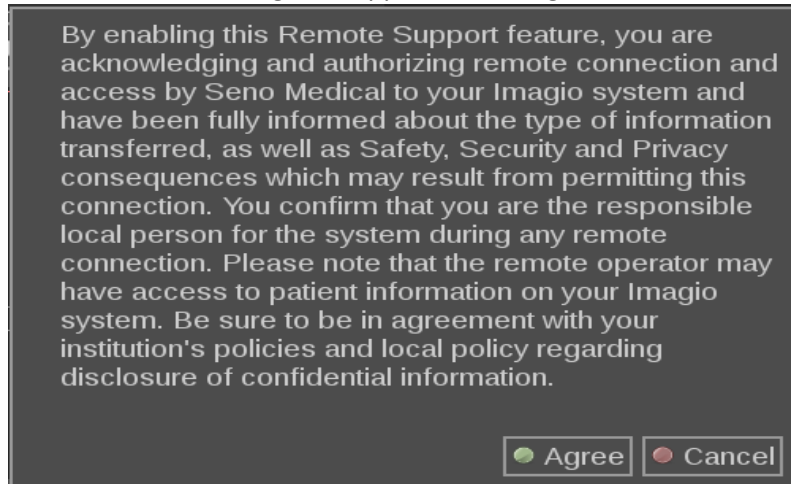 By enabling this Remote Support feature, you are
acknowledging and authorizing remote connection and
access by Seno Medical to your Imagio system and
have been fully informed about the type of information
transferred, as well as Safety, Security and Privacy
consequences which may result from permitting this
connection. You confirm that you are the responsible
local person for the system during any remote
connection. Please note that the remote operator may
have access to patient information on your Imagio
system. Be sure to be in agreement with your
institution's policies and local policy regarding
disclosure of confidential information.
Agree Cancel